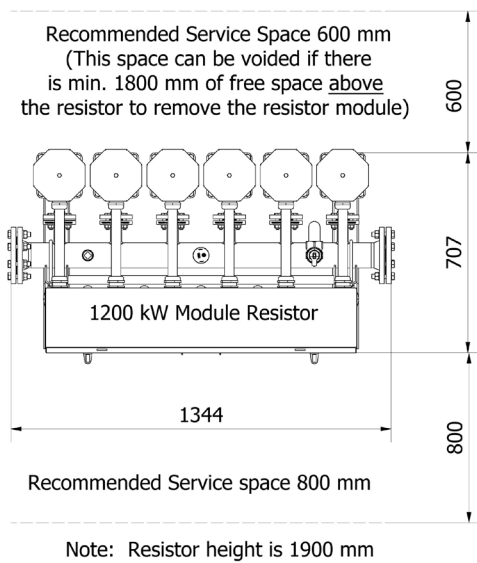 Recommended Service Space 600 mm
(This space can be voided if there
is min. 1800 mm of free space above
the resistor to remove the resistor module)
600
707
1200 kW Module Resistor
1344
800
Recommended Service space 800 mm
Note: Resistor height is 1900 mm